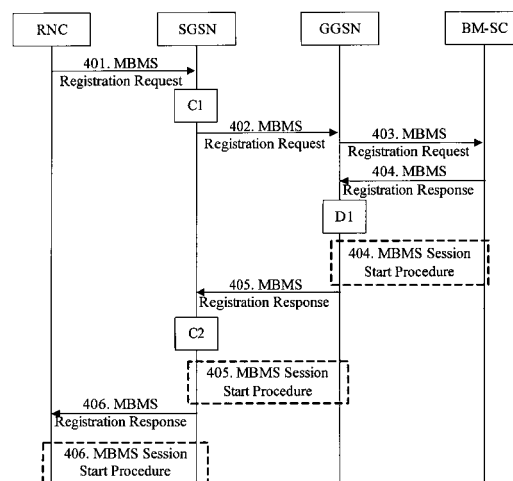 RNC
SGSN
GGSN
BM-SC
401. MBMS
Registration Request
C1
402. MBMS
Registration Request
403. MBMS
Registration Request
404. MBMS
Registration Response
D1
404. MBMS Session
Start Procedure
405. MBMS
Registration Response
C2
405. MBMS Session
Start Procedure
406. MBMS
Registration Response
406. MBMS Session
Start Procedure